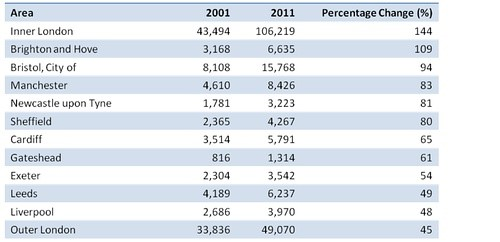 Area 2001 2011 Percentage Change (%)
Inner London 43,494 106,219 144
Brighton and Hove 3,168 6,635 109
Bristol, City of 8,108 15,768 94
Manchester 4,610 8,426 83
Newcastle upon Tyne 1,781 3,223 81
Sheffield 2,365 4,267 80
Cardiff 3,514 5,791 65
Gateshead 816 1,314 61
Exeter 2,304 3,542 54
Leeds 4,189 6,237 49
Liverpool 2,686 3,970 48
Outer London 33,836 49,070 45